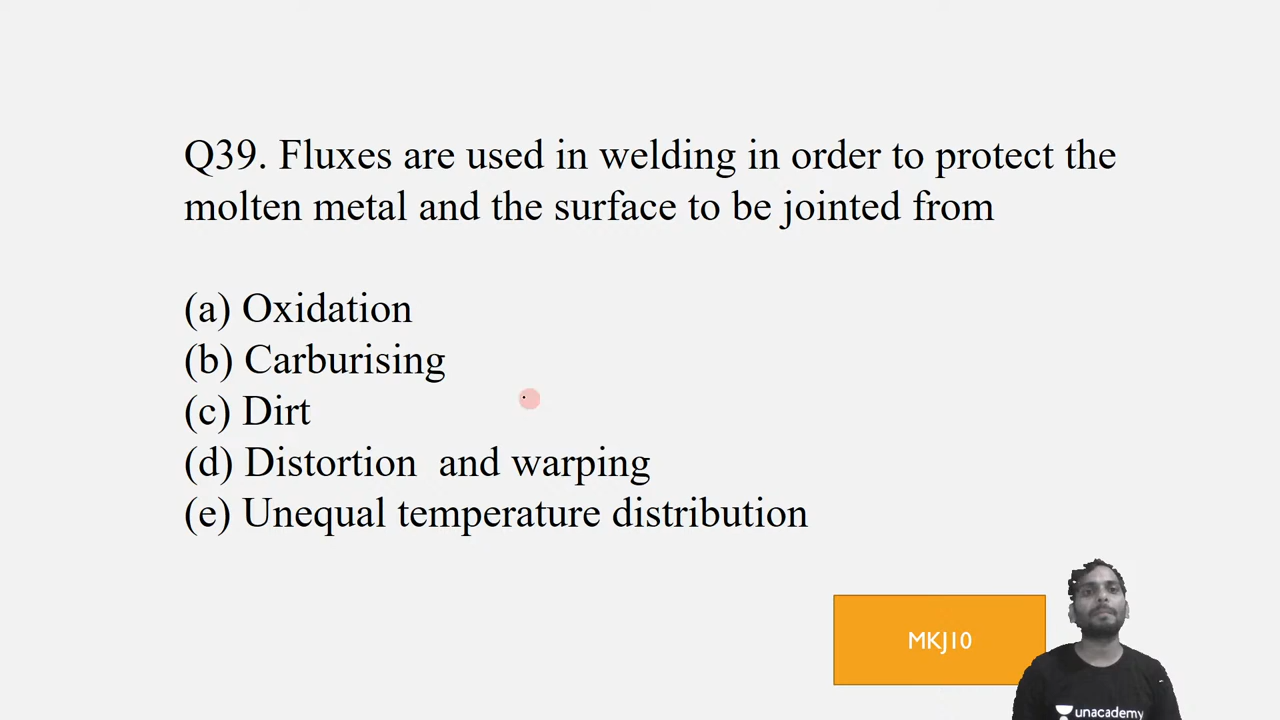 Q39. Fluxes are used in welding in order to protect the
molten metal and the surface to be jointed from
(a) Oxidation
(b) Carburising
(c) Dirt
(d) Distortion and warping
(e) Unequal temperature distribution
MKJ10
unacademy